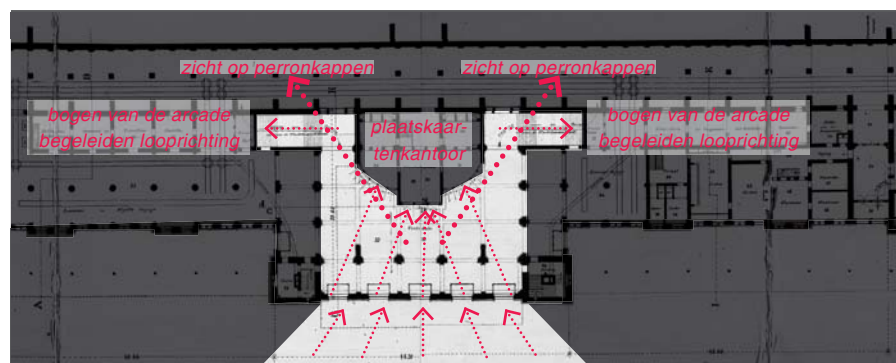 zicht op perronkappen
zicht op perronkappen
bogen van de arcade
begeleiden looprichting
plaatskaar-
tenkantoor
bogen van de arcade
begeleiden looprichting